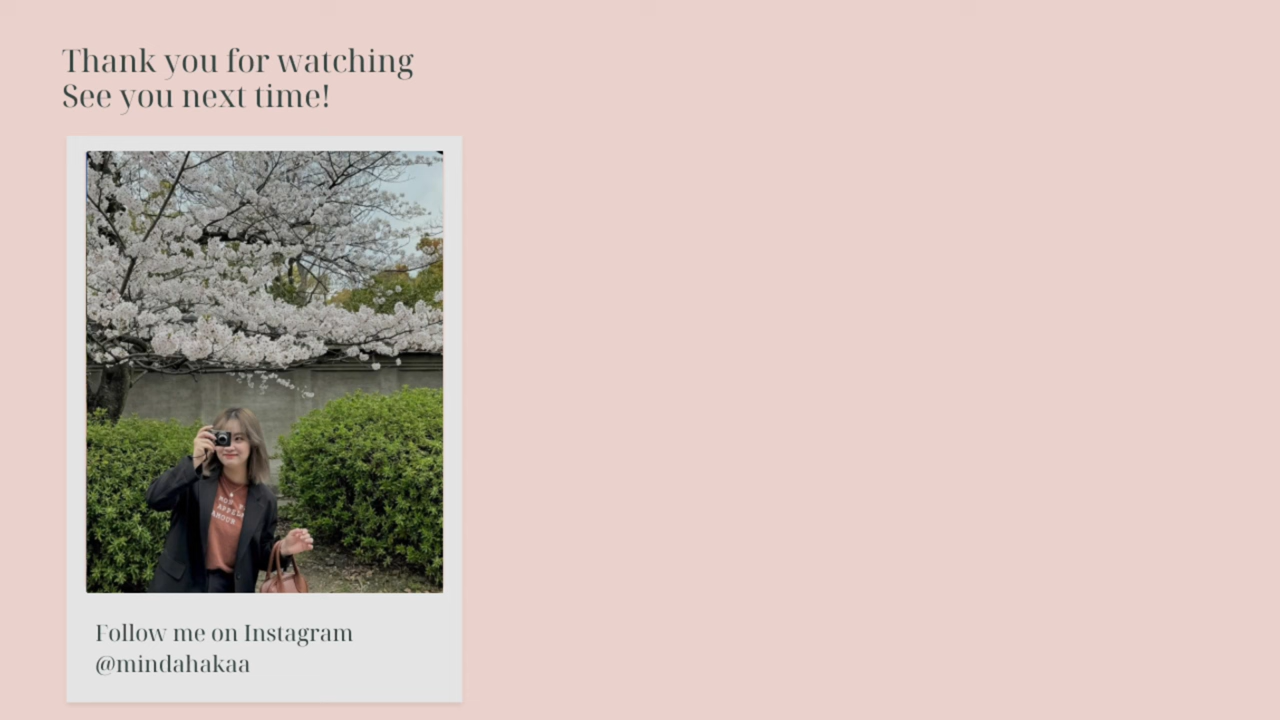 Thank you for watching
See you next time!
Follow me on Instagram
@mindahakaa